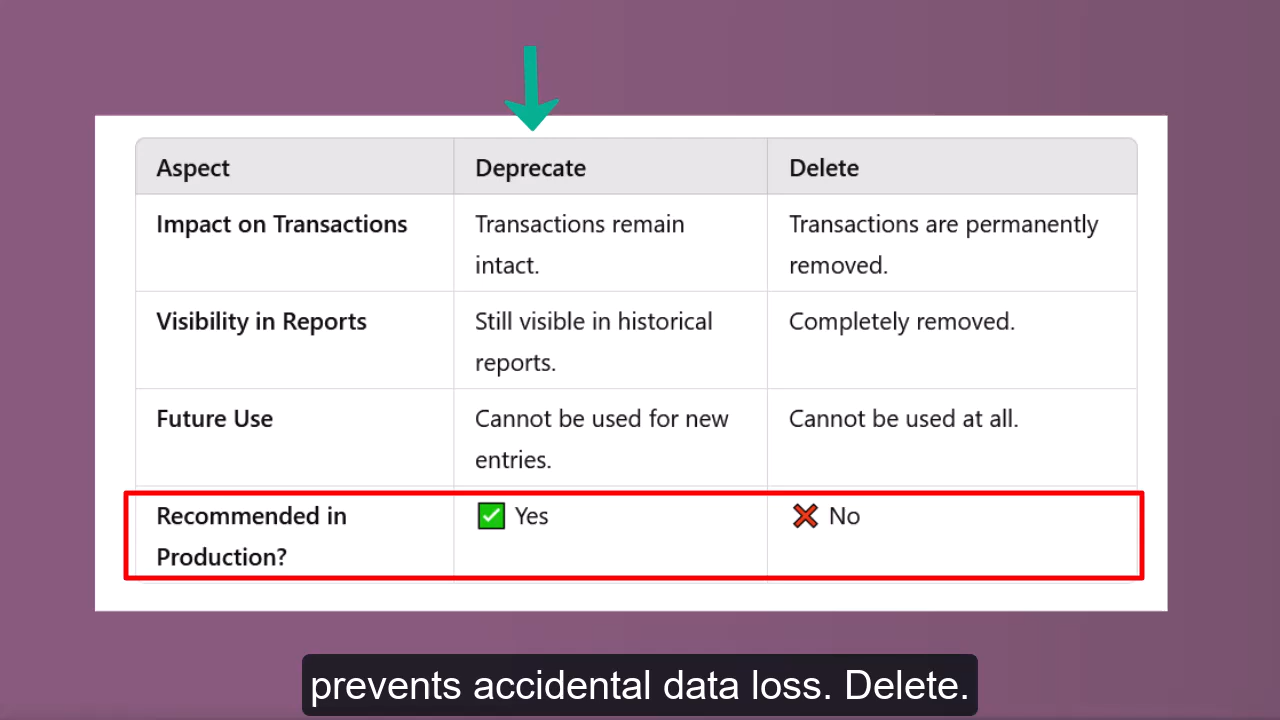 Aspect Deprecate Delete
Impact on Transactions Transactions remain Transactions are permanently
intact. removed.
Visibility in Reports Still visible in historical Completely removed.
reports.
Future Use Cannot be used for new Cannot be used at all.
entries.
Recommended in ✅ Yes ❌ No
Production?
prevents accidental data loss. Delete.